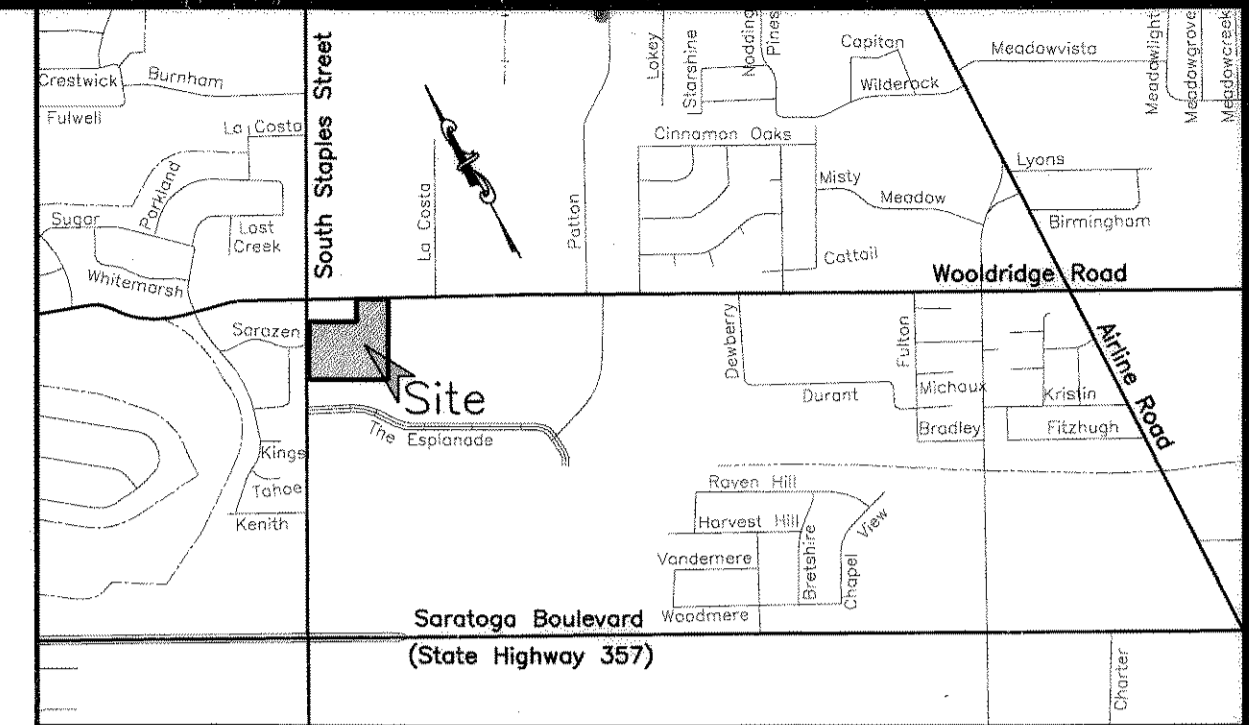 Crestwick
Burnham
Fulwell
La Costa
Parkland
Sugar
Lost
Creek
Whitemarsh
South Staples Street
La Costa
Patton
Lokey
Starshine
Nodding
Pines
Capitan
Wilderock
Meadowvista
Meadowlight
Meadowgrove
Meadowcreek
Cinnamon Oaks
Misty
Meadow
Lyons
Birmingham
Cattail
Wooldridge Road
Sarazen
Site
The Esplanade
Kings
Tahoe
Kenith
Dewberry
Durant
Fulton
Michaux
Bradley
Kristin
Fitzhugh
Airline Road
Raven Hill
Harvest Hill
Vandemere
Woodmere
Bretshire
Chapel
View
Saratoga Boulevard
(State Highway 357)
Charter